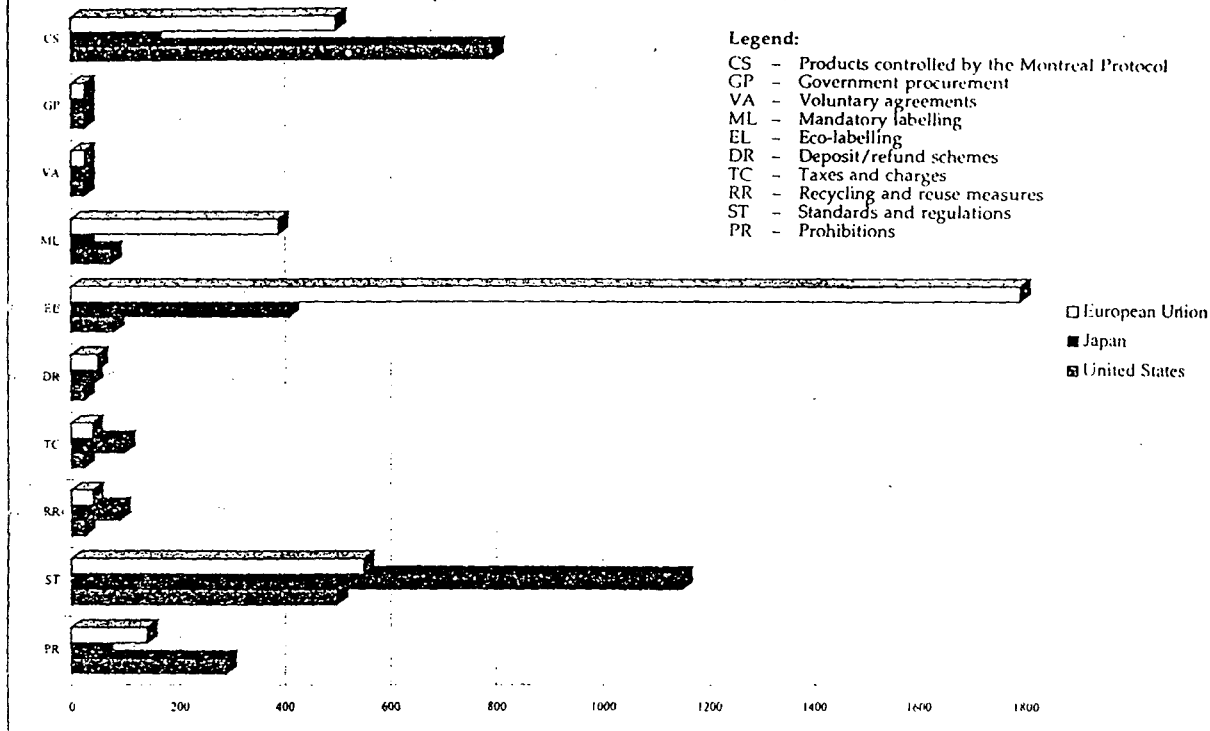 CS
GP
VA
ML
EL
DR
TC
RR
ST
PR
0 200 400 600 800 1000 1200 1400 1600 1800
Legend:
CS – Products controlled by the Montreal Protocol
GP – Government procurement
VA – Voluntary agreements
ML – Mandatory labelling
EL – Eco-labelling
DR – Deposit/refund schemes
TC – Taxes and charges
RR – Recycling and reuse measures
ST – Standards and regulations
PR – Prohibitions
European Union
Japan
United States